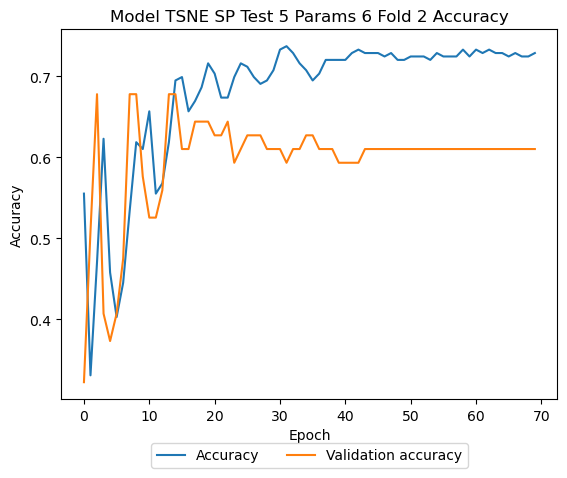 Model TSNE SP Test 5 Params 6 Fold 2 Accuracy
Accuracy
0.7
0.6
0.5
0.4
0 10 20 30 40 50 60 70
Epoch
Accuracy Validation accuracy